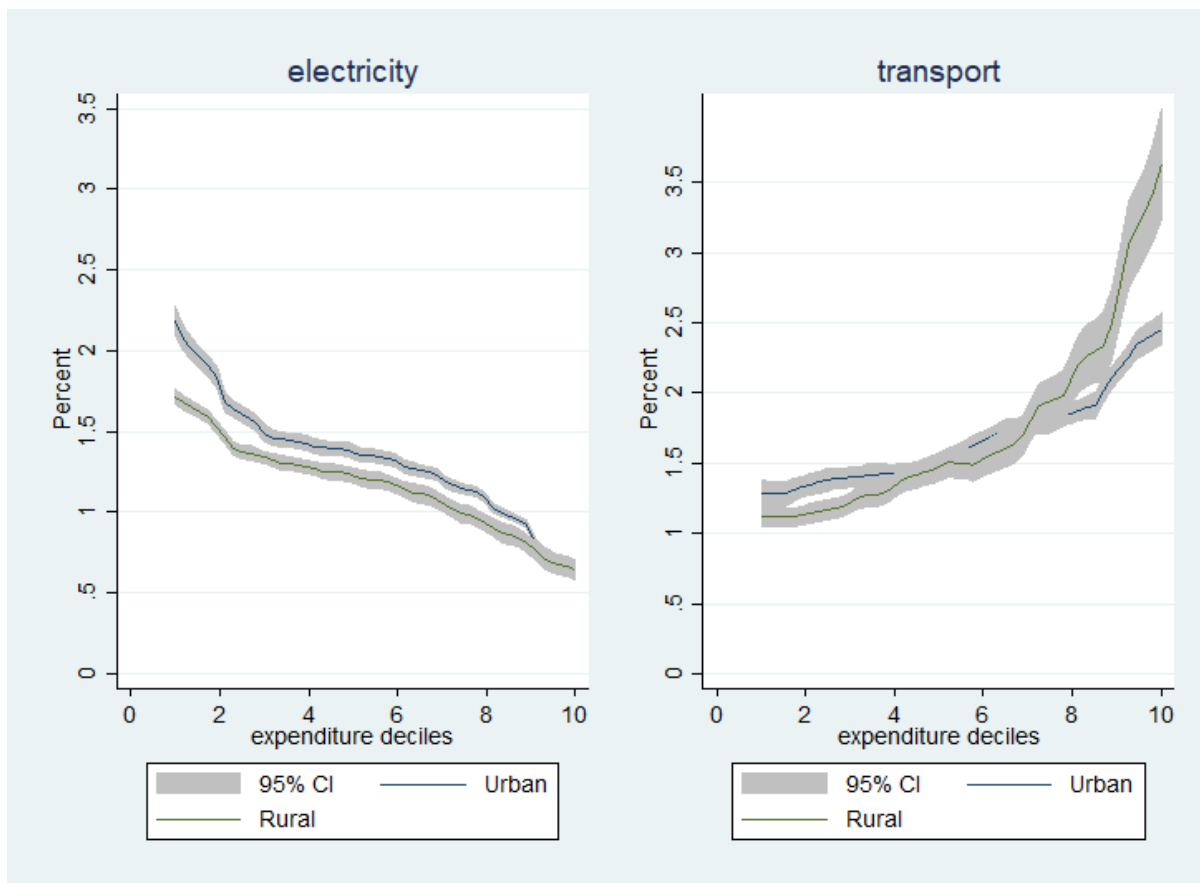 electricity
3.5
3
2.5
2
1.5
1
.5
0
Percent
0 2 4 6 8 10
expenditure deciles
95% CI Urban
Rural
transport
3.5
3
2.5
2
1.5
1
.5
0
Percent
0 2 4 6 8 10
expenditure deciles
95% CI Urban
Rural